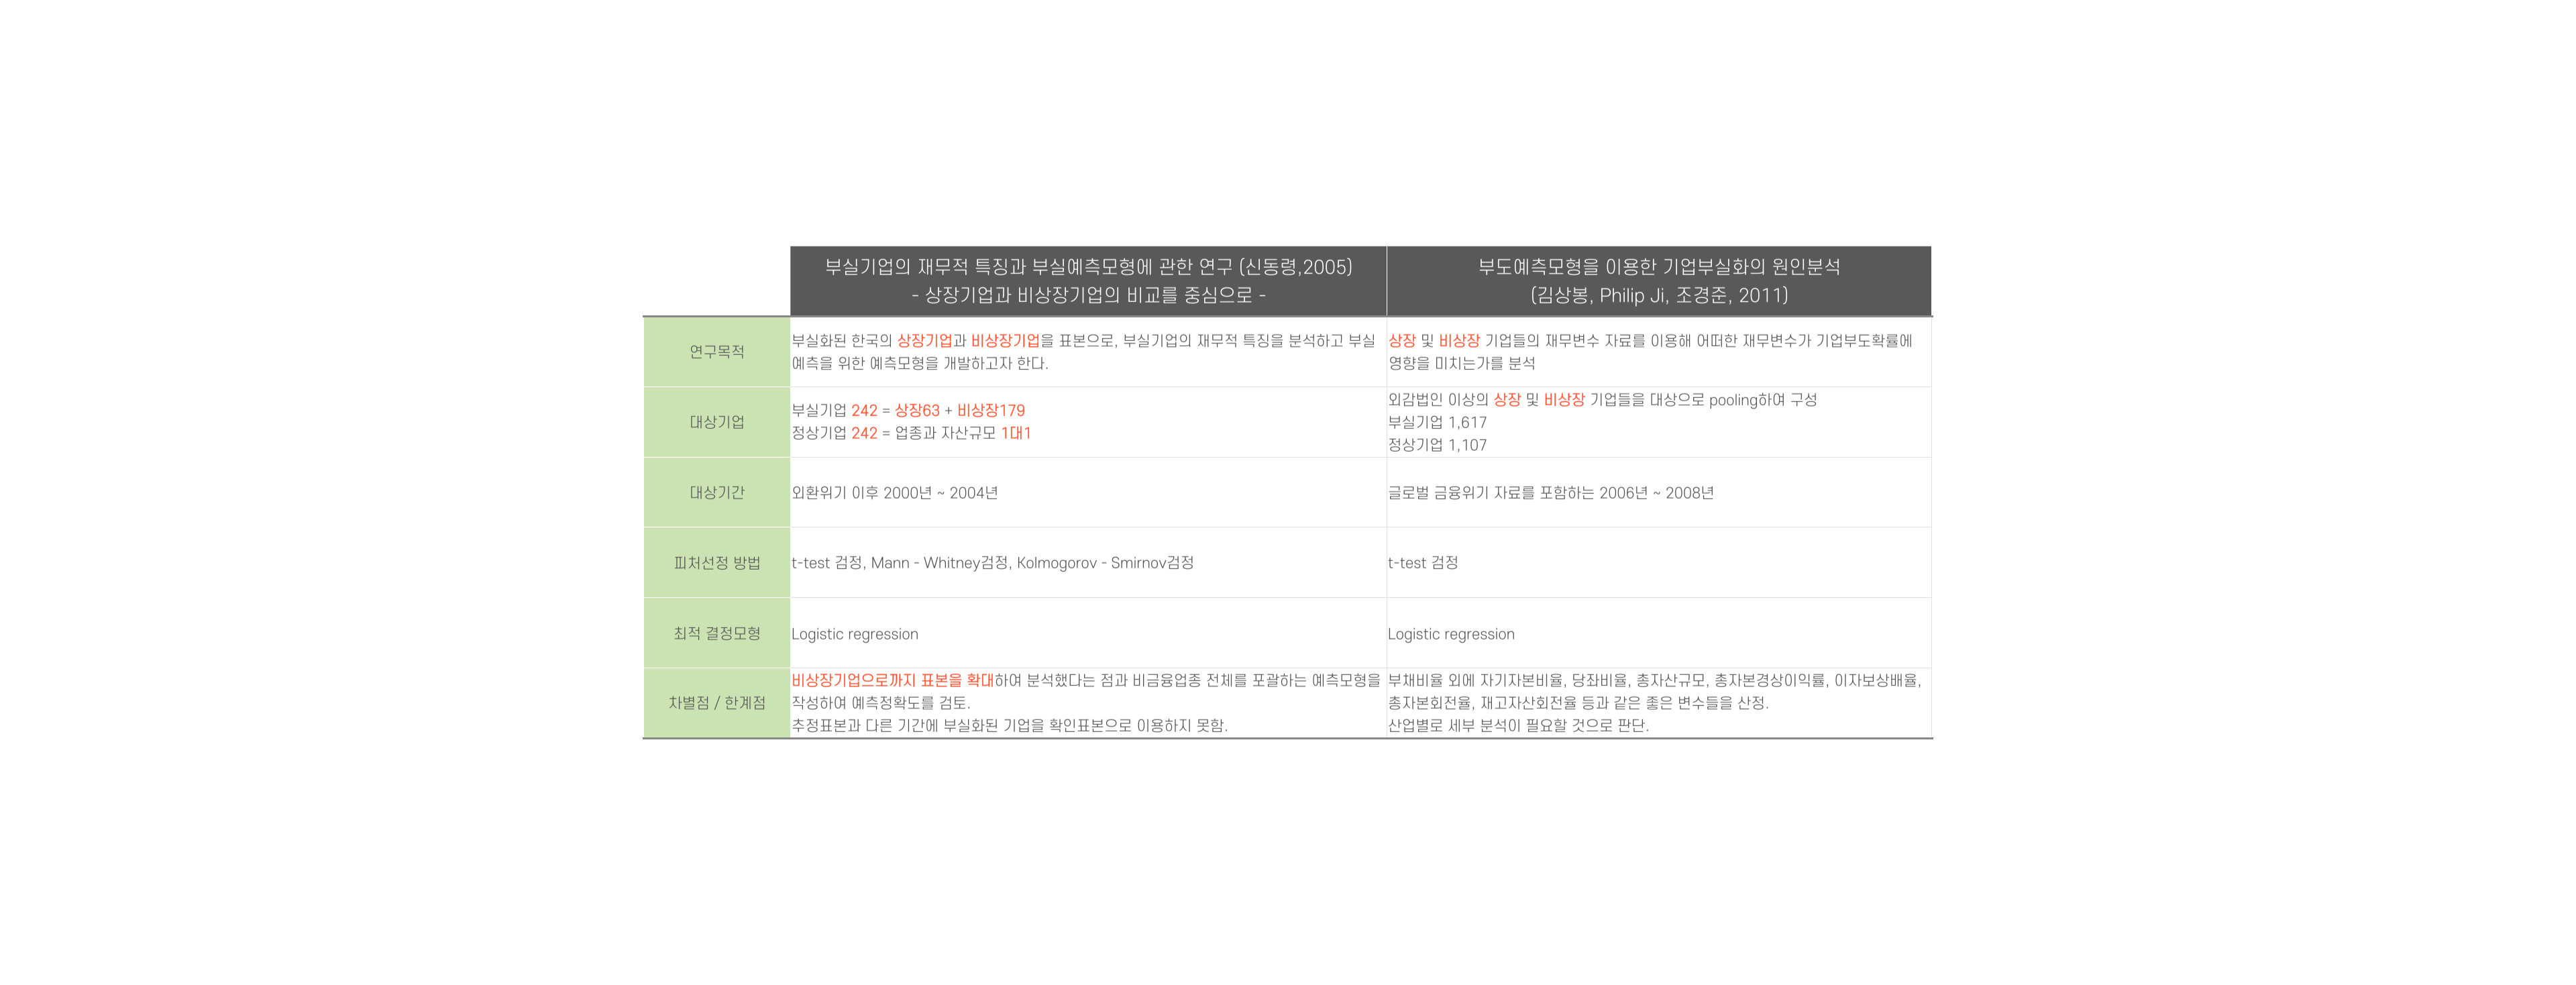 부실기업의 재무적 특징과 부실예측모형에 관한 연구 (신동령,2005)
- 상장기업과 비상장기업의 비교를 중심으로 -
부도예측모형을 이용한 기업부실화의 원인분석
(김상봉, Philip Ji, 조경준, 2011)
연구목적
부실화된 한국의 상장기업과 비상장기업을 표본으로, 부실기업의 재무적 특징을 분석하고 부실
예측을 위한 예측모형을 개발하고자 한다.
상장 및 비상장 기업들의 재무변수 자료를 이용해 어떠한 재무변수가 기업부도확률에
영향을 미치는가를 분석
대상기업
부실기업 242 = 상장63 + 비상장179
정상기업 242 = 업종과 자산규모 1대1
외감법인 이상의 상장 및 비상장 기업들을 대상으로 pooling하여 구성
부실기업 1,617
정상기업 1,107
대상기간
외환위기 이후 2000년 ~ 2004년
글로벌 금융위기 자료를 포함하는 2006년 ~ 2008년
피처선정 방법
t-test 검정, Mann - Whitney검정, Kolmogorov - Smirnov검정
t-test 검정
최적 결정모형
Logistic regression
Logistic regression
차별점 / 한계점
비상장기업으로까지 표본을 확대하여 분석했다는 점과 비금융업종 전체를 포괄하는 예측모형을
작성하여 예측정확도를 검토.
추정표본과 다른 기간에 부실화된 기업을 확인표본으로 이용하지 못함.
부채비율 외에 자기자본비율, 당좌비율, 총자산규모, 총자본경상이익률, 이자보상배율,
총자본회전율, 재고자산회전율 등과 같은 좋은 변수들을 산정.
산업별로 세부 분석이 필요할 것으로 판단.